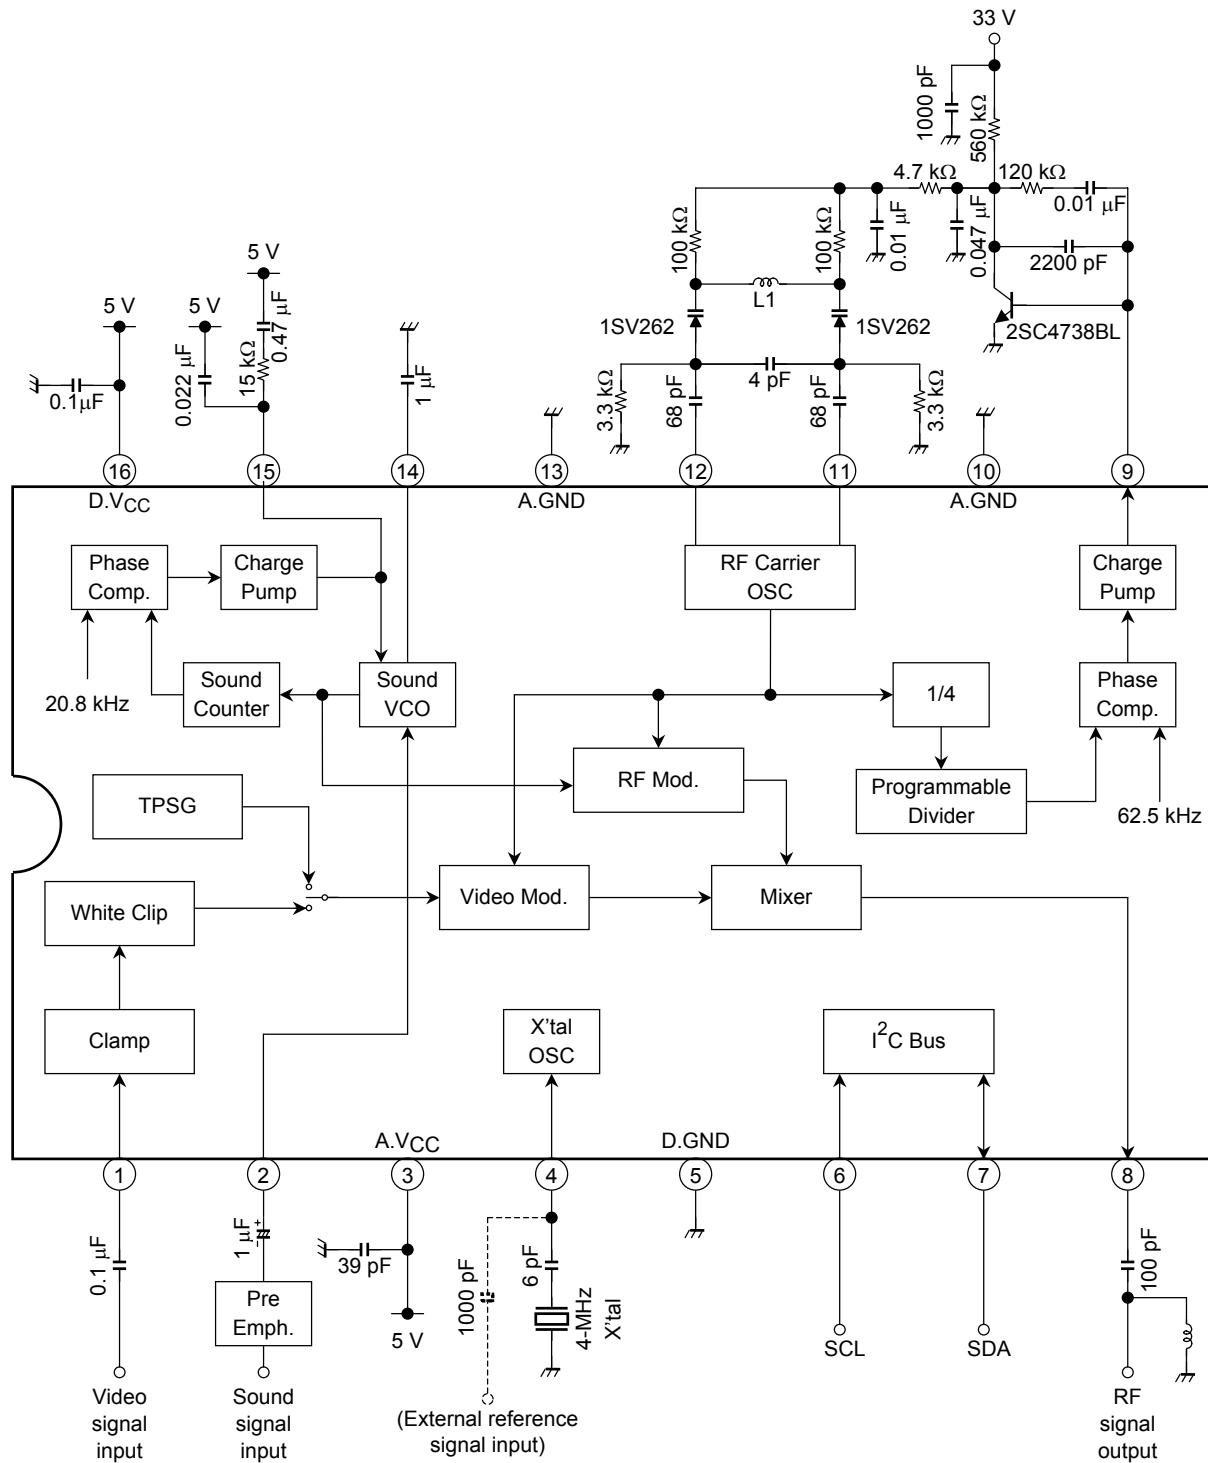 33 V
1000 pF
560 kΩ
4.7 kΩ
120 kΩ
0.01 μF
0.01 μF
0.047 μF
2200 pF
2SC4738BL
100 kΩ
100 kΩ
L1
1SV262
1SV262
4 pF
3.3 kΩ
68 pF
68 pF
3.3 kΩ
5 V
5 V
5 V
0.1μF
0.022 μF
15 kΩ
0.47 μF
1 μF
16
15
14
13
12
11
10
9
D.VCC
A.GND
A.GND
Phase
Comp.
Charge
Pump
RF Carrier
OSC
Charge
Pump
20.8 kHz
Sound
Counter
Sound
VCO
1/4
Phase
Comp.
TPSG
RF Mod.
Programmable
Divider
62.5 kHz
White Clip
Video Mod.
Mixer
Clamp
X'tal
OSC
I2C Bus
A.VCC
D.GND
1
2
3
4
5
6
7
8
0.1 μF
1 μF
+
-
39 pF
5 V
1000 pF
6 pF
4-MHz
X'tal
100 pF
Pre
Emph.
SCL
SDA
Video
signal
input
Sound
signal
input
(External reference
signal input)
RF
signal
output